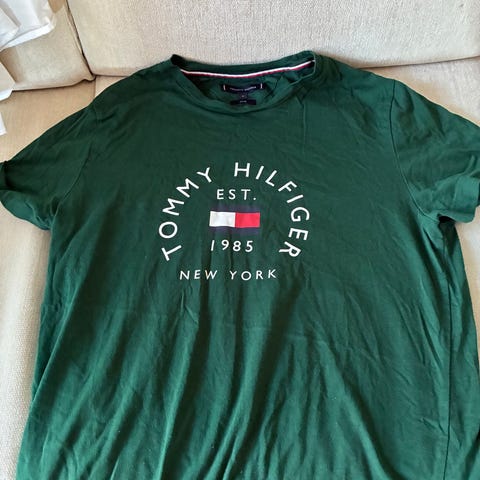 TOMMY HILFIGER
EST.
1985
NEW YORK